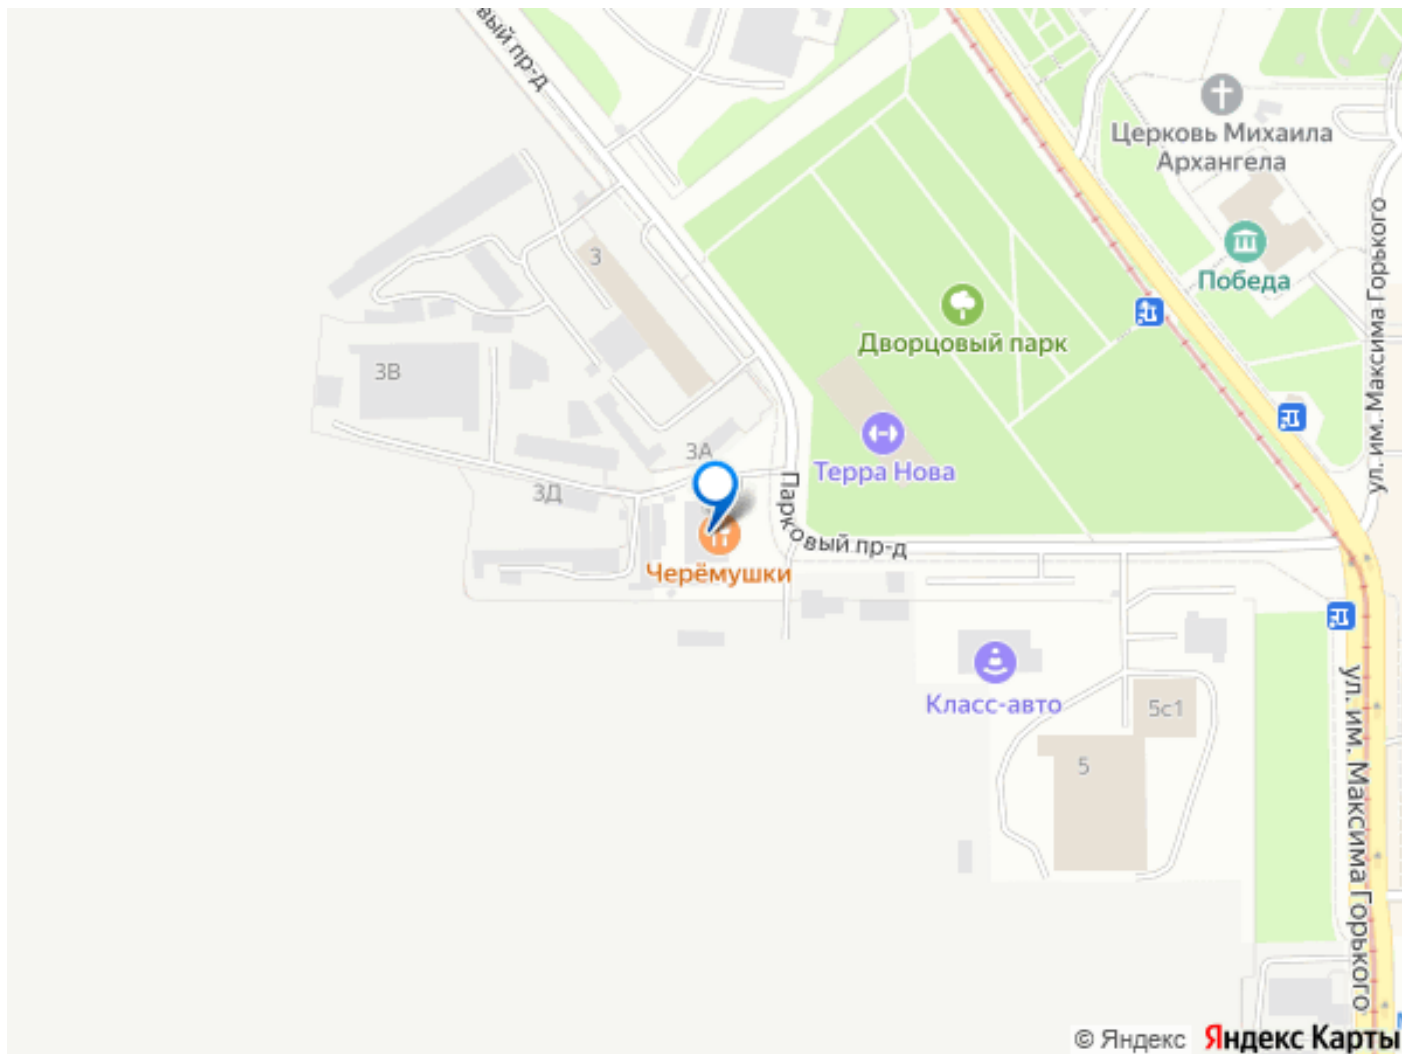 вый пр-д
Церковь Михаила
Архангела
Победа
ул. им. Максима Горького
3
Дворцовый парк
3В
Терра Нова
3А
3Д
Парковый пр-д
Черёмушки
Класс-авто
5с1
5
ул. им. Максима Горького
© Яндекс Яндекс Карты